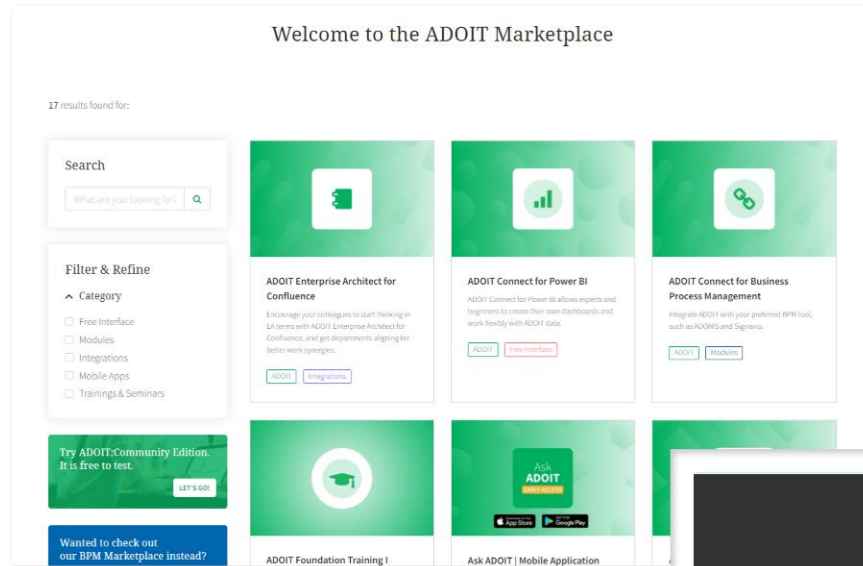 Welcome to the ADOIT Marketplace
17 results found for:
Search
What are you looking for?
Filter & Refine
Category
Free Interface
Modules
Integrations
Mobile Apps
Trainings & Seminars
Try ADOIT:Community Edition.
It is free to test.
LET'S GO!
Wanted to check out
our BPM Marketplace instead?
ADOIT Enterprise Architect for
Confluence
Encourage your colleagues to start thinking in
EA terms with ADOIT Enterprise Architect for
Confluence, and get departments aligning for
better work synergies.
ADOIT
Integrations
ADOIT Connect for Power BI
ADOIT Connect for Power BI allows experts and
beginners to create their own dashboards and
work flexibly with ADOIT data.
ADOIT
Free Interface
ADOIT Connect for Business
Process Management
Integrate ADOIT with your preferred BPM tool,
such as ADONIS and Signavio.
ADOIT
Modules
ADOIT Foundation Training I
Ask
ADOIT
EARLY ACCESS
App Store
Google Play
Ask ADOIT | Mobile Application